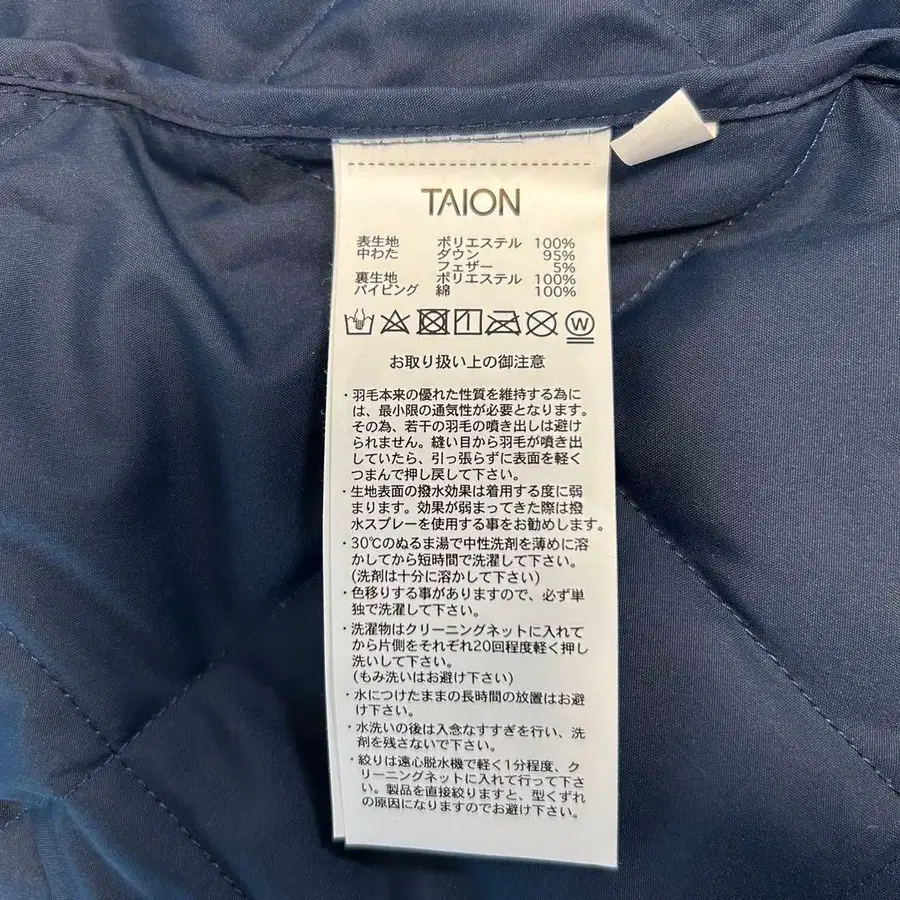 TAION
表生地 ポリエステル 100%
中わた ダウン 95%
フェザー 5%
裏生地 ポリエステル 100%
パイピング 綿 100%
W
お取り扱い上の御注意
・羽毛本来の優れた性質を維持する為に
は、最小限の通気性が必要となります。
その為、若干の羽毛の噴き出しは避け
られません。縫い目から羽毛が噴き出
していたら、引っ張らずに表面を軽く
つまんで押し戻して下さい。
・生地表面の撥水効果は着用する度に弱
まります。効果が弱まってきた際は撥
水スプレーを使用する事をお勧めします。
・30℃のぬるま湯で中性洗剤を薄めに溶
かしてから短時間で洗濯して下さい。
(洗剤は十分に溶かして下さい)
・色移りする事がありますので、必ず単
独で洗濯して下さい。
・洗濯物はクリーニングネットに入れて
から片側をそれぞれ20回程度軽く押し
洗いして下さい。
(もみ洗いはお避け下さい)
・水につけたままの長時間の放置はお避
け下さい。
・水洗いの後は入念なすすぎを行い、洗
剤を残さないで下さい。
・絞りは遠心脱水機で軽く1分程度、ク
リーニングネットに入れて行って下さ
い。製品を直接絞りますと、型くずれ
の原因になりますのでお避け下さい。